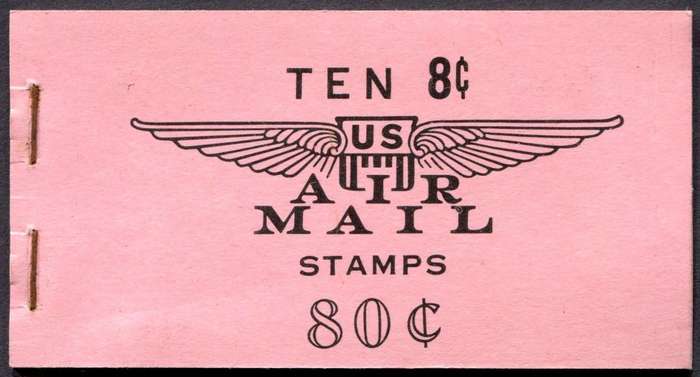 TEN 8¢
US
AIR
MAIL
STAMPS
80¢